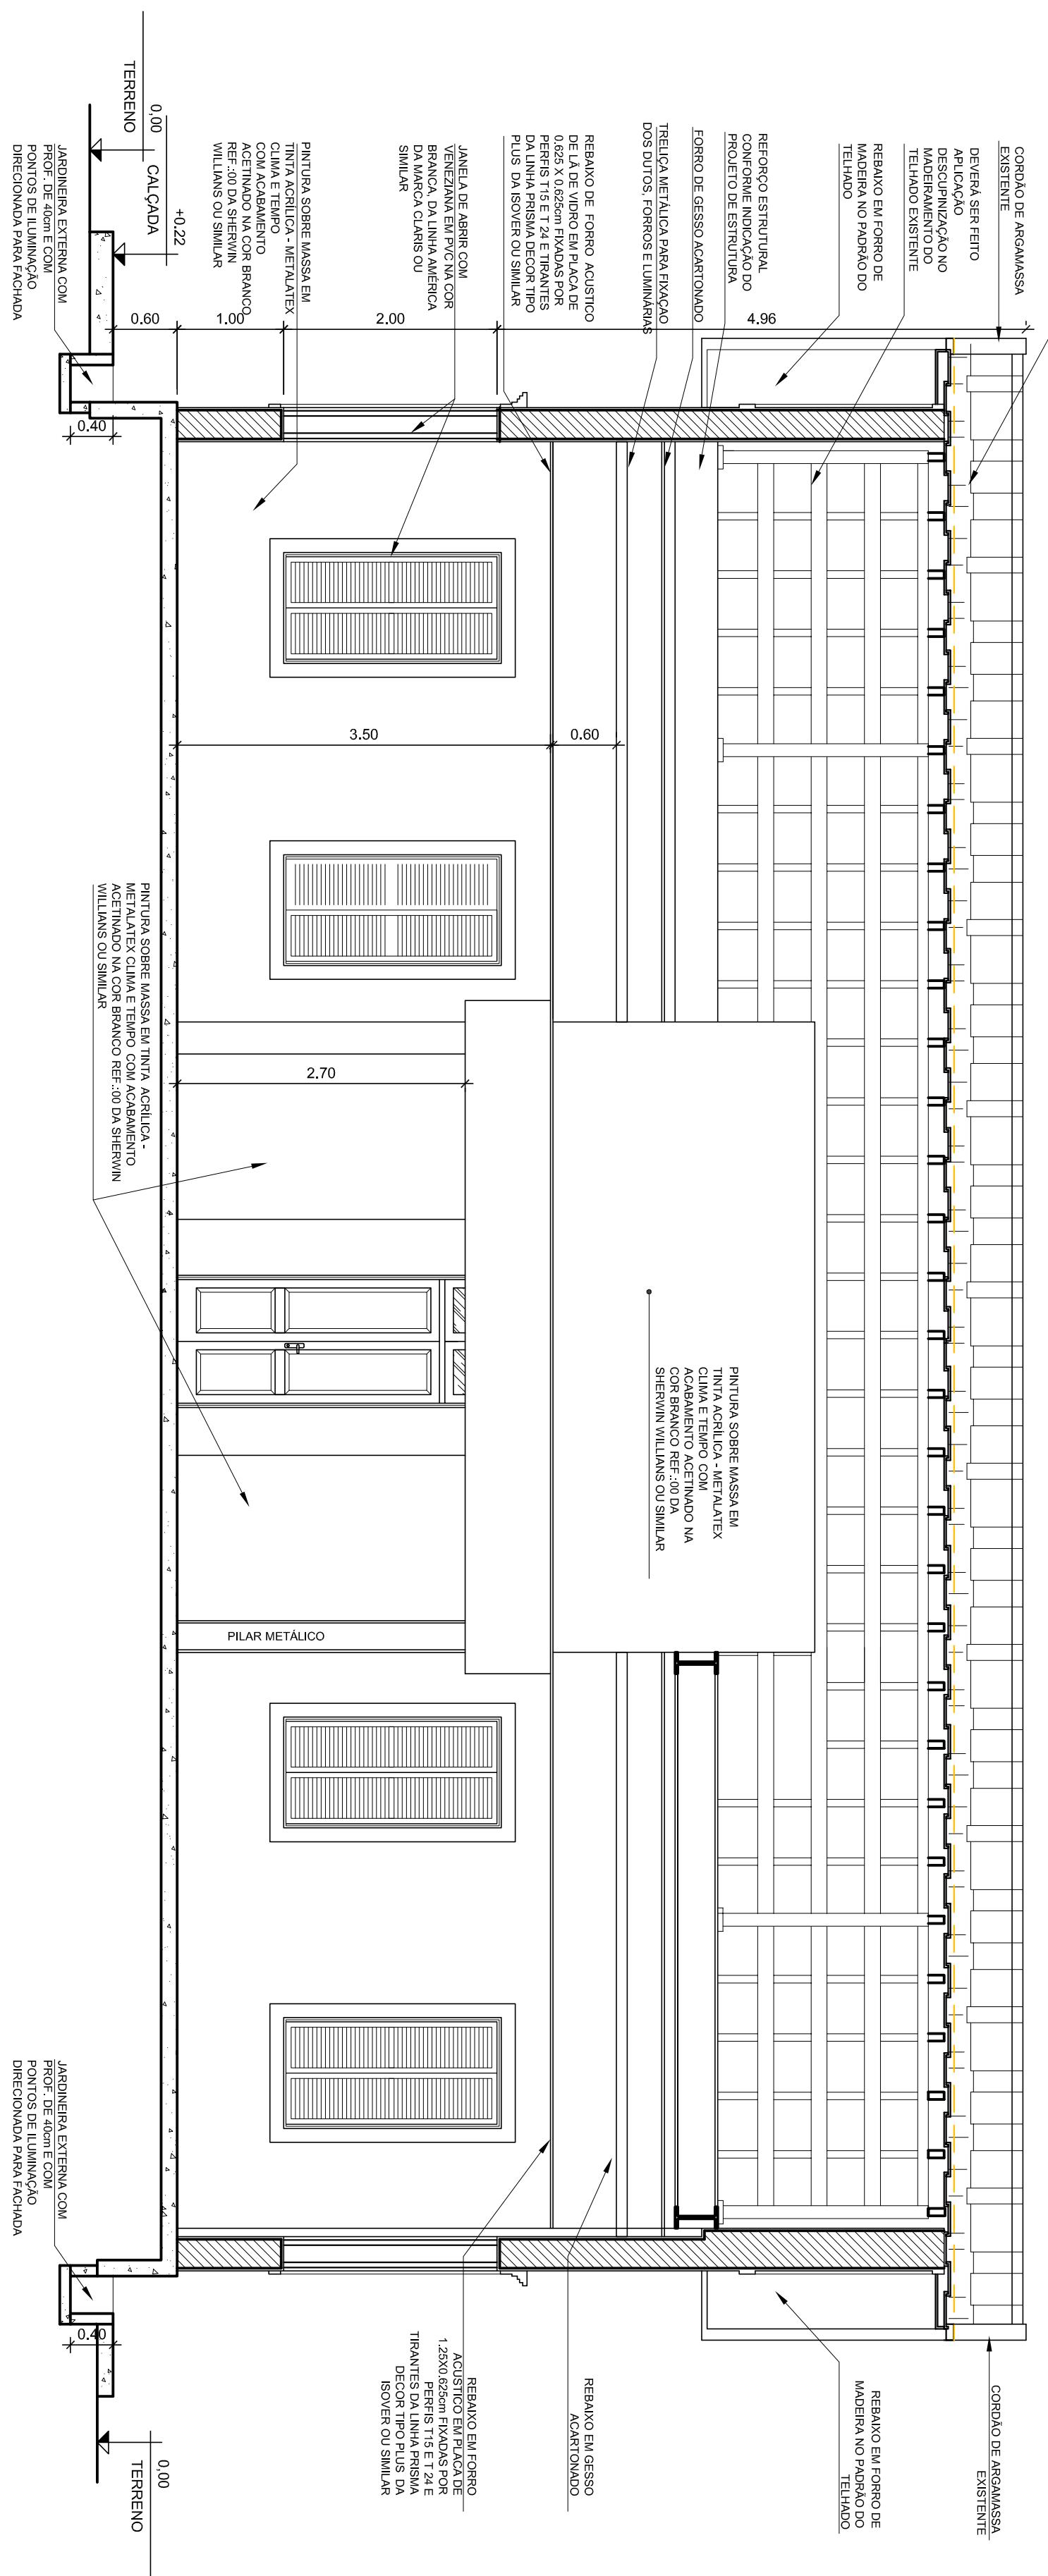 CORDÃO DE ARGAMASSA
EXISTENTE
DEVERÁ SER FEITO
APLICAÇÃO
DESCUPINIZAÇÃO NO
MADEIRAMENTO DO
TELHADO EXISTENTE
REBAIXO EM FORRO DE
MADEIRA NO PADRÃO DO
TELHADO
REFORÇO ESTRUTURAL
CONFORME INDICAÇÃO DO
PROJETO DE ESTRUTURA
FORRO DE GESSO ACARTONADO
TRELIÇA METÁLICA PARA FIXAÇAO
DOS DUTOS, FORROS E LUMINÁRIAS
REBAIXO DE FORRO ACUSTICO
DE LÃ DE VIDRO EM PLACA DE
0.625 X 0.625cm FIXADAS POR
PERFIS T15 E T 24 E TIRANTES
DA LINHA PRISMA DECOR TIPO
PLUS DA ISOVER OU SIMILAR
JANELA DE ABRIR COM
VENEZIANA EM PVC NA COR
BRANCA, DA LINHA AMÉRICA
DA MARCA CLARIS OU
SIMILAR
PINTURA SOBRE MASSA EM
TINTA ACRÍLICA - METALATEX
CLIMA E TEMPO
COM ACABAMENTO
ACETINADO NA COR BRANCO
REF.:00 DA SHERWIN
WILLIANS OU SIMILAR
+0.22
CALÇADA
0,00
TERRENO
JARDINEIRA EXTERNA COM
PROF. DE 40cm E COM
PONTOS DE ILUMINAÇÃO
DIRECIONADA PARA FACHADA
4.96
2.00
1.00
0.60
0.40
3.50
0.60
2.70
PINTURA SOBRE MASSA EM TINTA ACRÍLICA -
METALATEX CLIMA E TEMPO COM ACABAMENTO
ACETINADO NA COR BRANCO REF.:00 DA SHERWIN
WILLIANS OU SIMILAR
PINTURA SOBRE MASSA EM
TINTA ACRÍLICA - METALATEX
CLIMA E TEMPO COM
ACABAMENTO ACETINADO NA
COR BRANCO REF.:00 DA
SHERWIN WILLIANS OU SIMILAR
PILAR METÁLICO
CORDÃO DE ARGAMASSA
EXISTENTE
REBAIXO EM FORRO DE
MADEIRA NO PADRÃO DO
TELHADO
REBAIXO EM GESSO
ACARTONADO
REBAIXO EM FORRO
ACUSTICO EM PLACA DE
1.25X0.625cm FIXADAS POR
PERFIS T15 E T 24 E
TIRANTES DA LINHA PRISMA
DECOR TIPO PLUS DA
ISOVER OU SIMILAR
0.40
0,00
TERRENO
JARDINEIRA EXTERNA COM
PROF. DE 40cm E COM
PONTOS DE ILUMINAÇÃO
DIRECIONADA PARA FACHADA